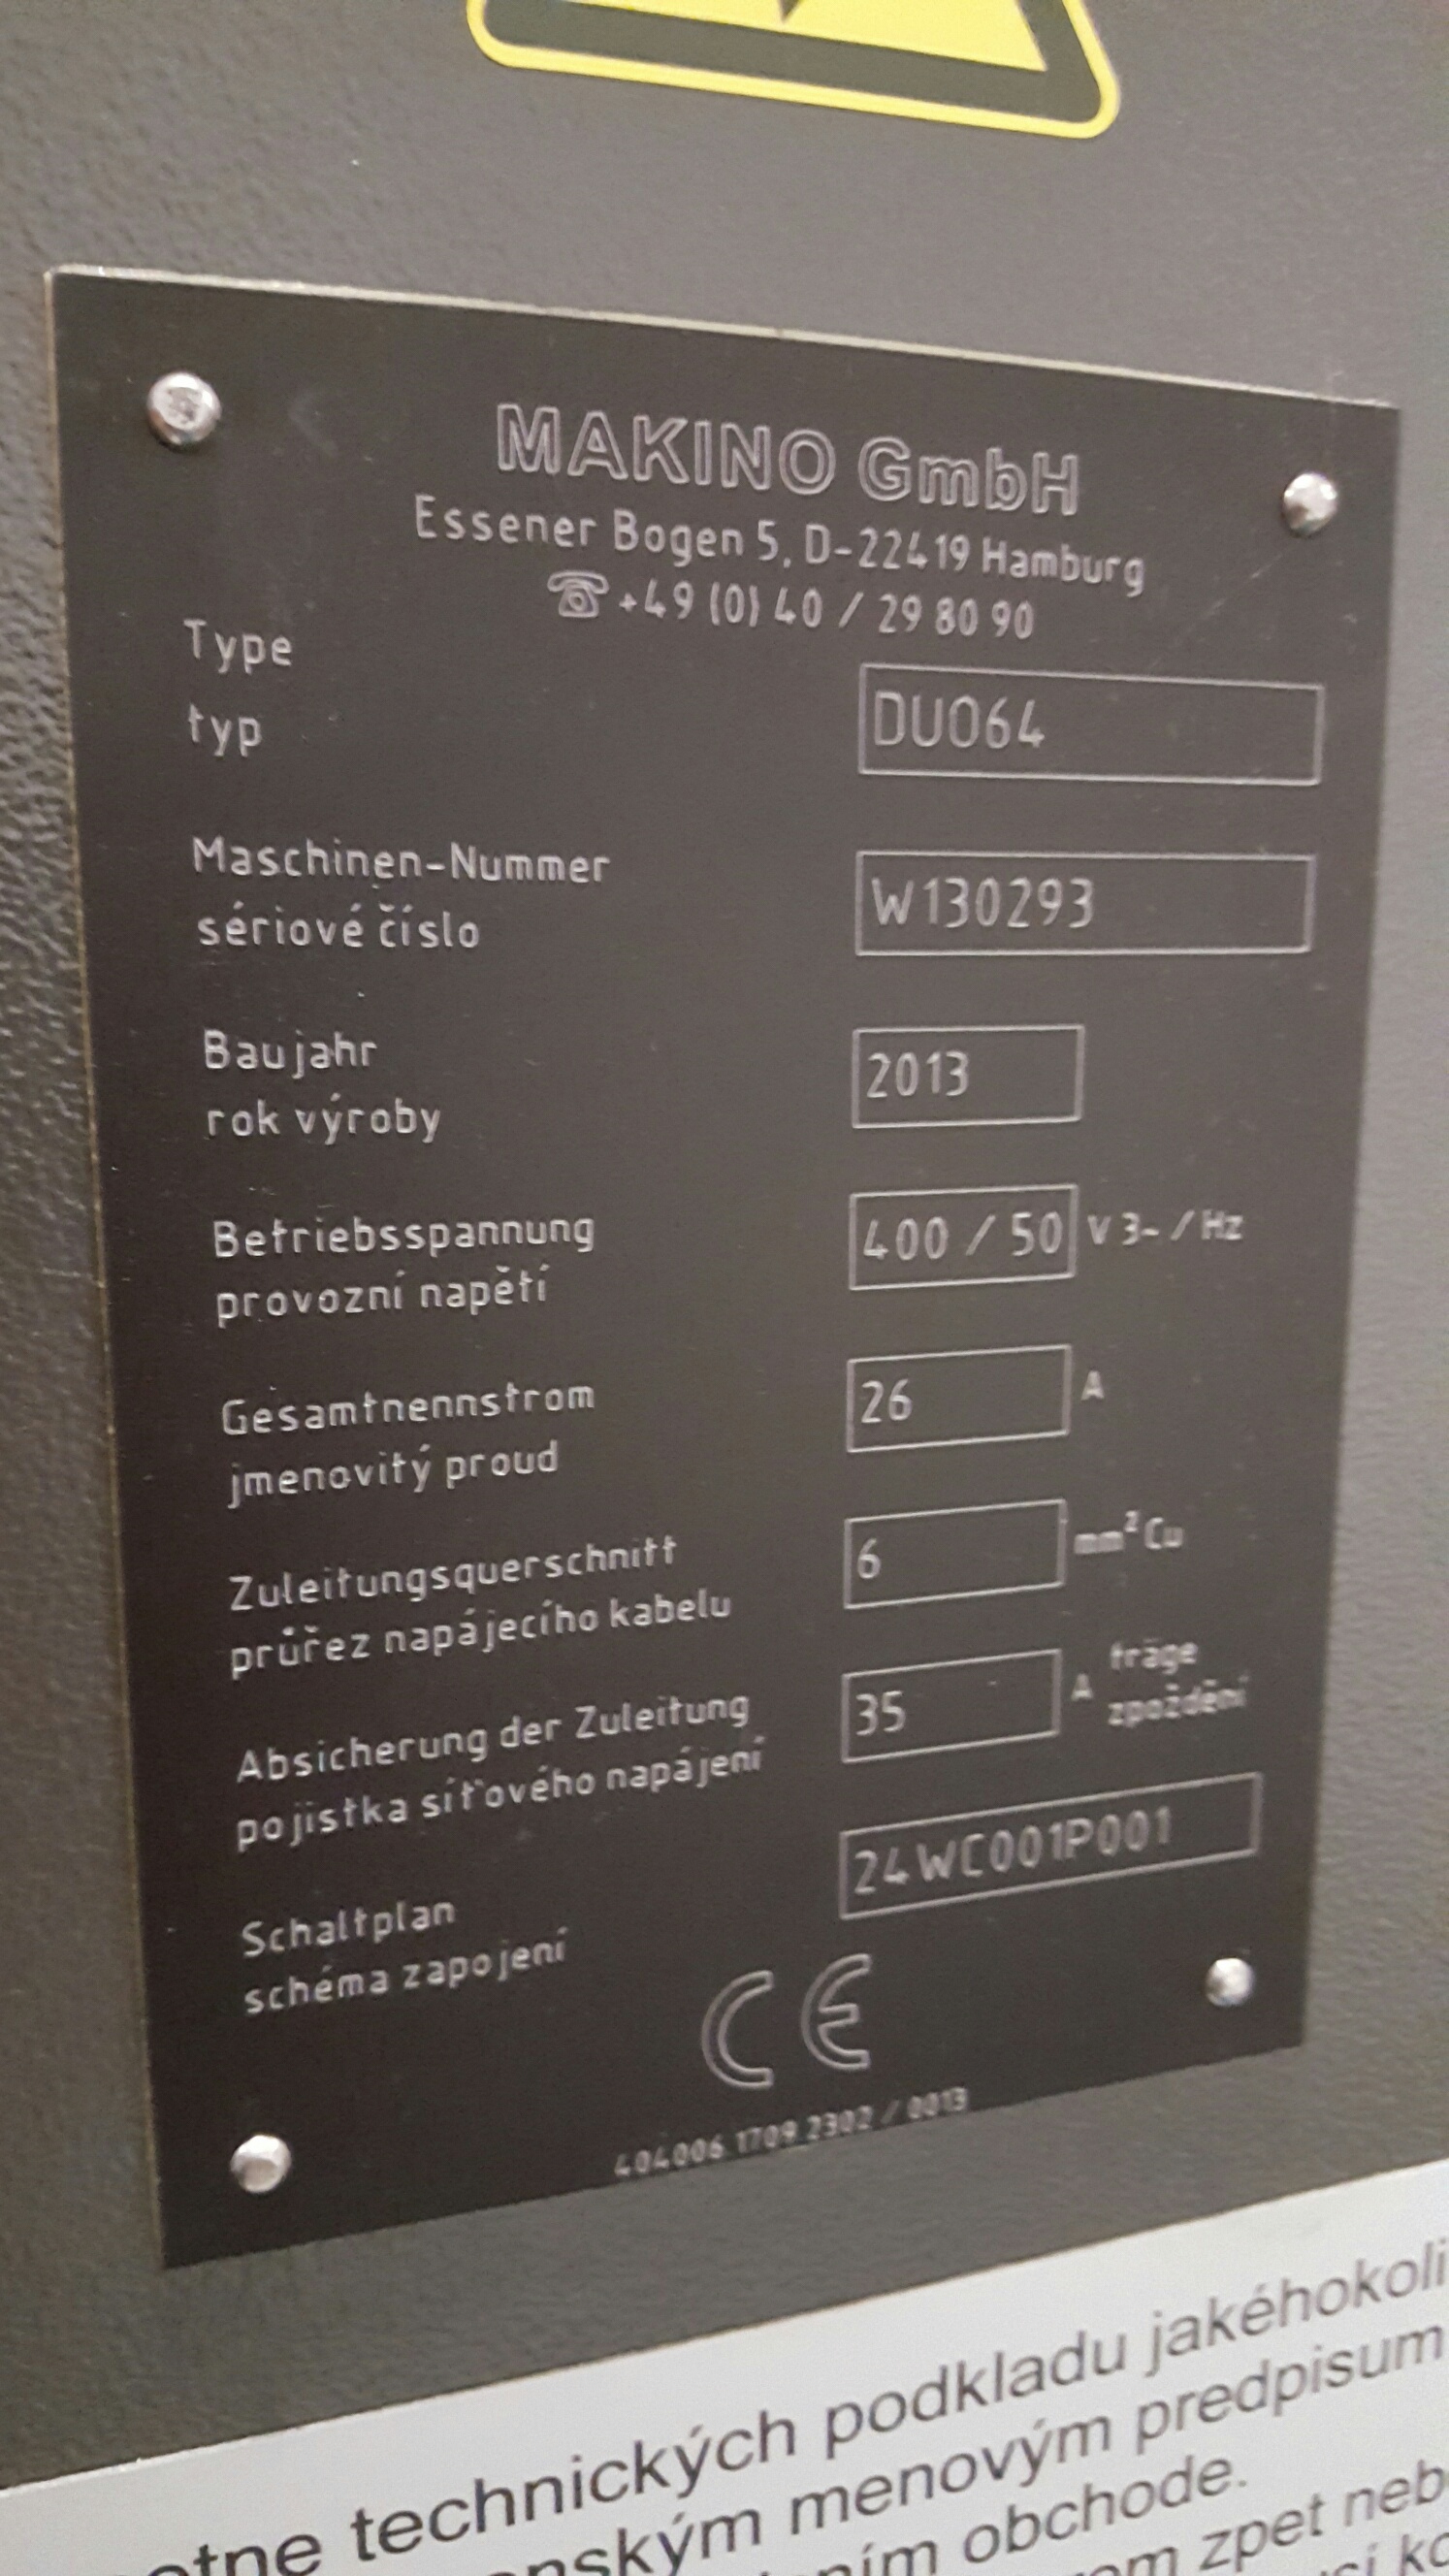 MAKINO GmbH
Essener Bogen 5, D-22419 Hamburg
☎ +49 (0) 40 / 29 80 90
Type
typ
DUO64
Maschinen-Nummer
sériové číslo
W130293
Baujahr
rok výroby
2013
Betriebsspannung
provozní napětí
400 / 50 V 3~ / Hz
Gesamtnennstrom
jmenovitý proud
26 A
Zuleitungsquerschnitt
průřez napájecího kabelu
6 mm² Cu
Absicherung der Zuleitung
pojistka síťového napájení
35 A träge
zpoždění
Schaltplan
schéma zapojení
24WC001P001
CE
404006 1709 2302 / 0013
technických podkladu jakéhokoli
menovým predpisum
obchode.
zpet